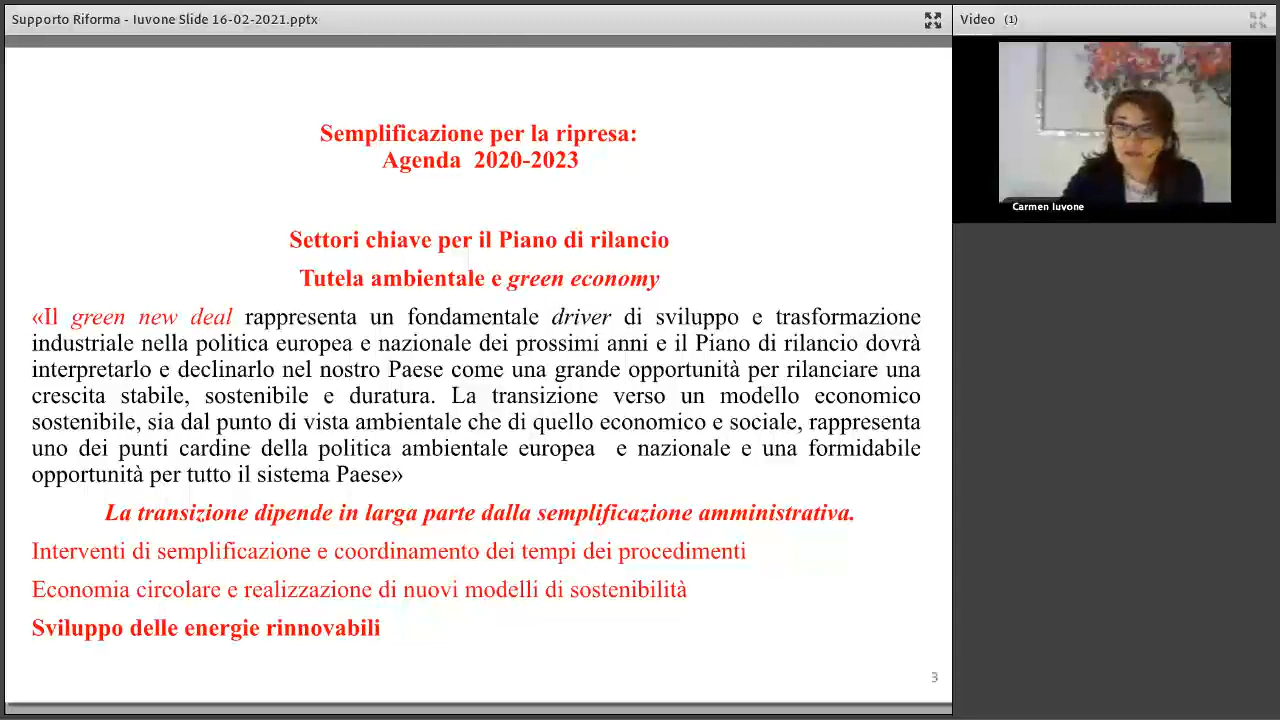 Supporto Riforma - Iuvone Slide 16-02-2021.pptx
Video (1)
Carmen Iuvone
Semplificazione per la ripresa:
Agenda 2020-2023
Settori chiave per il Piano di rilancio
Tutela ambientale e green economy
«Il green new deal rappresenta un fondamentale driver di sviluppo e trasformazione
industriale nella politica europea e nazionale dei prossimi anni e il Piano di rilancio dovrà
interpretarlo e declinarlo nel nostro Paese come una grande opportunità per rilanciare una
crescita stabile, sostenibile e duratura. La transizione verso un modello economico
sostenibile, sia dal punto di vista ambientale che di quello economico e sociale, rappresenta
uno dei punti cardine della politica ambientale europea e nazionale e una formidabile
opportunità per tutto il sistema Paese»
La transizione dipende in larga parte dalla semplificazione amministrativa.
Interventi di semplificazione e coordinamento dei tempi dei procedimenti
Economia circolare e realizzazione di nuovi modelli di sostenibilità
Sviluppo delle energie rinnovabili
3